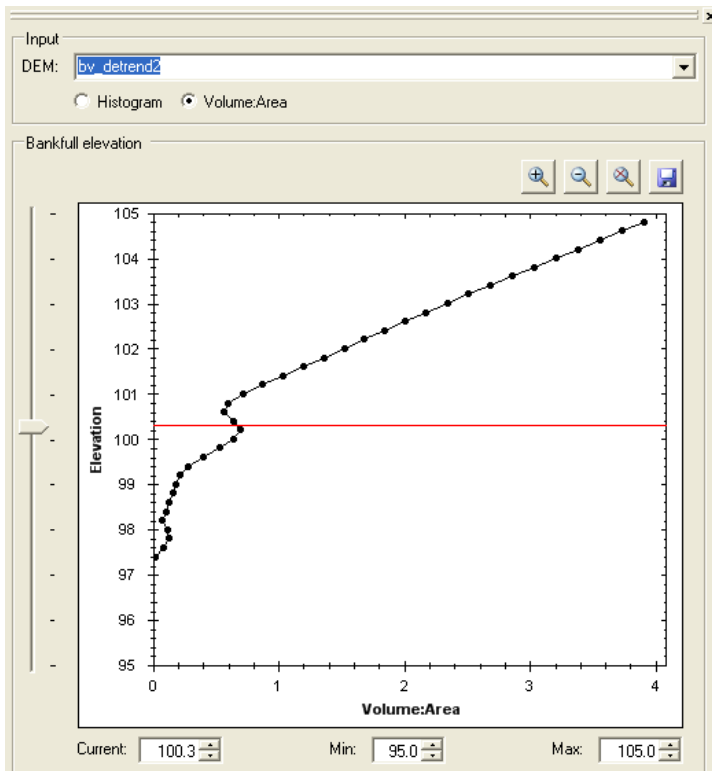 Input
DEM: bv_detrend2
Histogram Volume:Area
Bankfull elevation
105
104
103
102
101
100
99
98
97
96
95
Elevation
0 1 2 3 4
Volume:Area
Current: 100.3 Min: 95.0 Max: 105.0